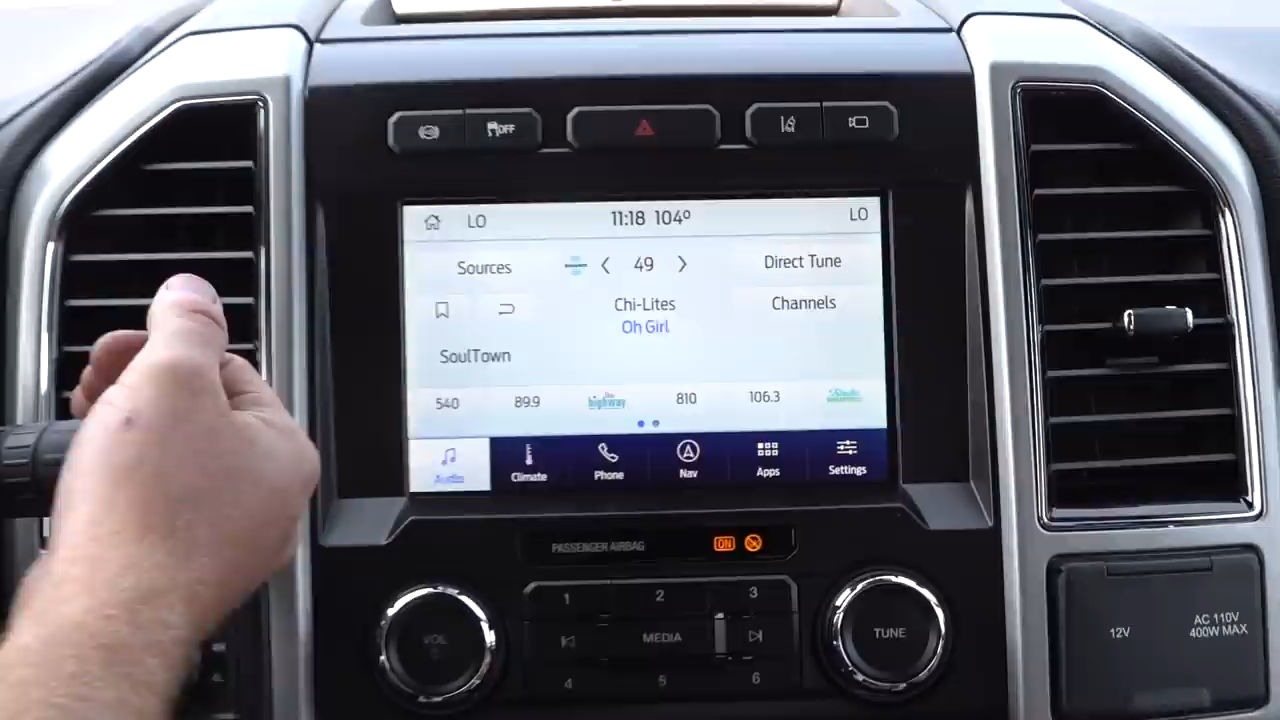 OFF
LO
11:18 104°
LO
Sources
49
Direct Tune
Chi-Lites
Channels
Oh Girl
SoulTown
540
89.9
the highway
810
106.3
Audio
Climate
Phone
Nav
Apps
Settings
PASSENGER AIRBAG
ON
1
2
3
VOL
MEDIA
TUNE
4
5
6
12V
AC 110V
400W MAX